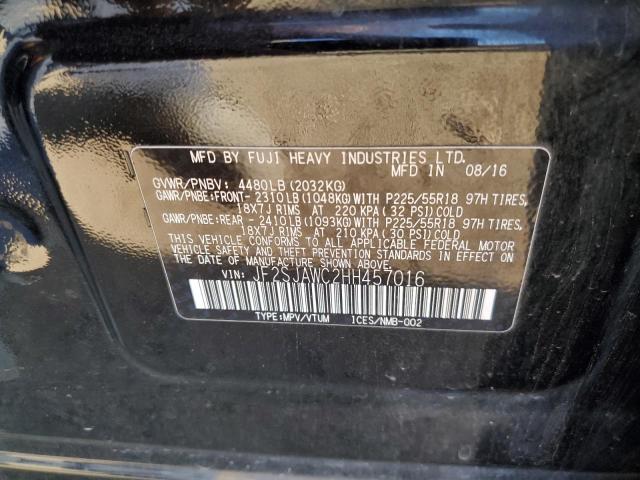 MFD BY FUJI HEAVY INDUSTRIES LTD.
MFD IN 08/16
GVWR/PNBV: 4480LB(2032KG)
GAWR/PNBE:FRONT- 2310LB(1048KG)WITH P225/55R18 97H TIRES,
18X7J RIMS AT 220 KPA(32 PSI)COLD
GAWR/PNBE:REAR - 2410LB(1093KG)WITH P225/55R18 97H TIRES,
18X7J RIMS AT 210 KPA(30 PSI)COLD
THIS VEHICLE CONFORMS TO ALL APPLICABLE FEDERAL MOTOR
VEHICLE SAFETY AND THEFT PREVENTION STANDARDS IN EFFECT ON
THE DATE OF MANUFACTURE SHOWN ABOVE.
VIN: JF2SJAWC2HH457016
TYPE:MPV/VTUM ICES/NMB-002